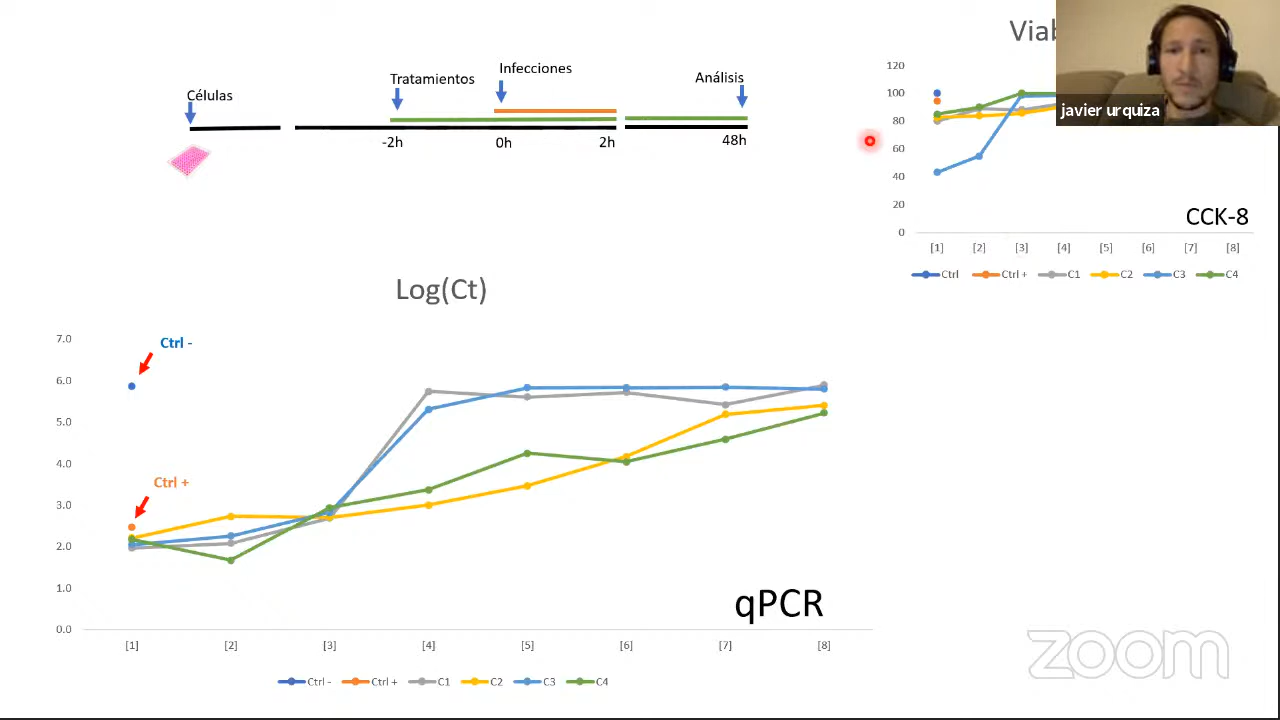 Células
Tratamientos
Infecciones
Análisis
-2h
0h
2h
48h
Viab
javier urquiza
120
100
80
60
40
20
0
CCK-8
[1] [2] [3] [4] [5] [6] [7] [8]
Ctrl Ctrl + C1 C2 C3 C4
Log(Ct)
7.0
6.0
5.0
4.0
3.0
2.0
1.0
0.0
Ctrl -
Ctrl +
qPCR
[1] [2] [3] [4] [5] [6] [7] [8]
Ctrl - Ctrl + C1 C2 C3 C4
zoom